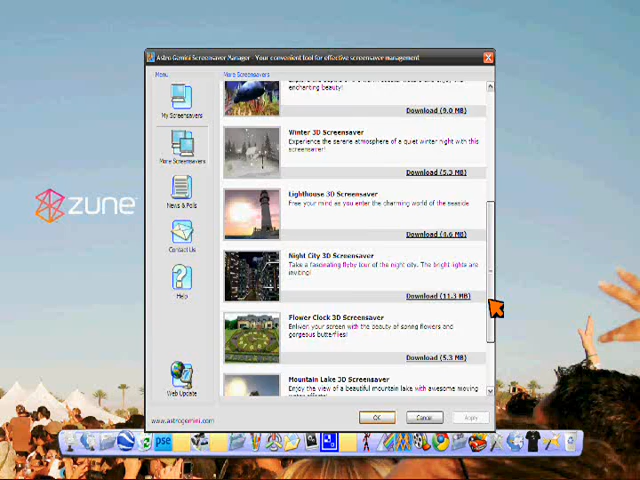 Astro Gemini Screensaver Manager - Your convenient tool for effective screensaver management
Menu
More Screensavers
enchanting beauty!
Download (9.0 MB)
My Screensavers
Winter 3D Screensaver
Experience the serene atmosphere of a quiet winter night with this
screensaver!
Download (5.3 MB)
More Screensavers
Lighthouse 3D Screensaver
Free your mind as you enter the charming world of the seaside
Download (4.6 MB)
News & Polls
zune
Night City 3D Screensaver
Take a fascinating flyby tour of the night city. The bright lights are
inviting!
Download (11.3 MB)
Contact Us
Help
Flower Clock 3D Screensaver
Enliven your screen with the beauty of spring flowers and
gorgeous butterflies!
Download (5.3 MB)
Mountain Lake 3D Screensaver
Enjoy the view of a beautiful mountain lake with awesome moving
Web Update
www.astrogemini.com
OK
Cancel
Apply
pse